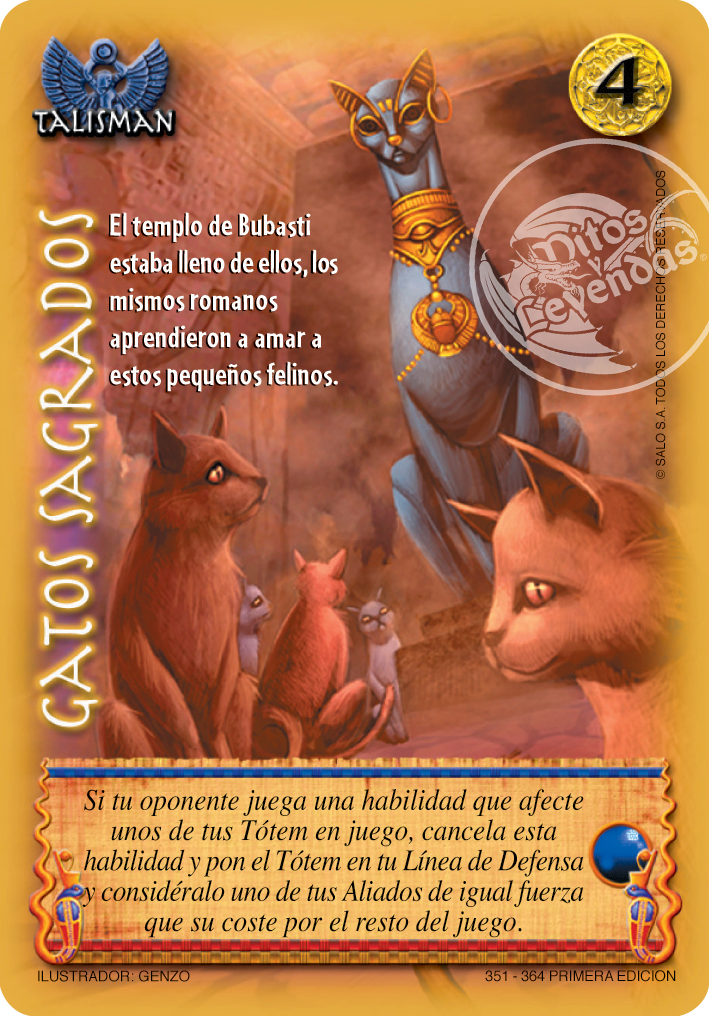 TALISMAN
4
GATOS SAGRADOS
El templo de Bubasti
estaba lleno de ellos, los
mismos romanos
aprendieron a amar a
estos pequeños felinos.
Mitos
y
Leyendas
© SALO S.A. TODOS LOS DERECHOS RESERVADOS
Si tu oponente juega una habilidad que afecte
unos de tus Tótem en juego, cancela esta
habilidad y pon el Tótem en tu Línea de Defensa
y considéralo uno de tus Aliados de igual fuerza
que su coste por el resto del juego.
ILUSTRADOR: GENZO
351 - 364 PRIMERA EDICION